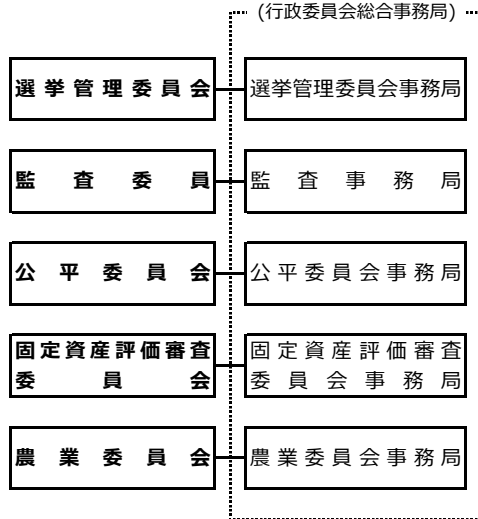 (行政委員会総合事務局)
選挙管理委員会
選挙管理委員会事務局
監査委員
監査事務局
公平委員会
公平委員会事務局
固定資産評価審査
委員会
固定資産評価審査
委員会事務局
農業委員会
農業委員会事務局